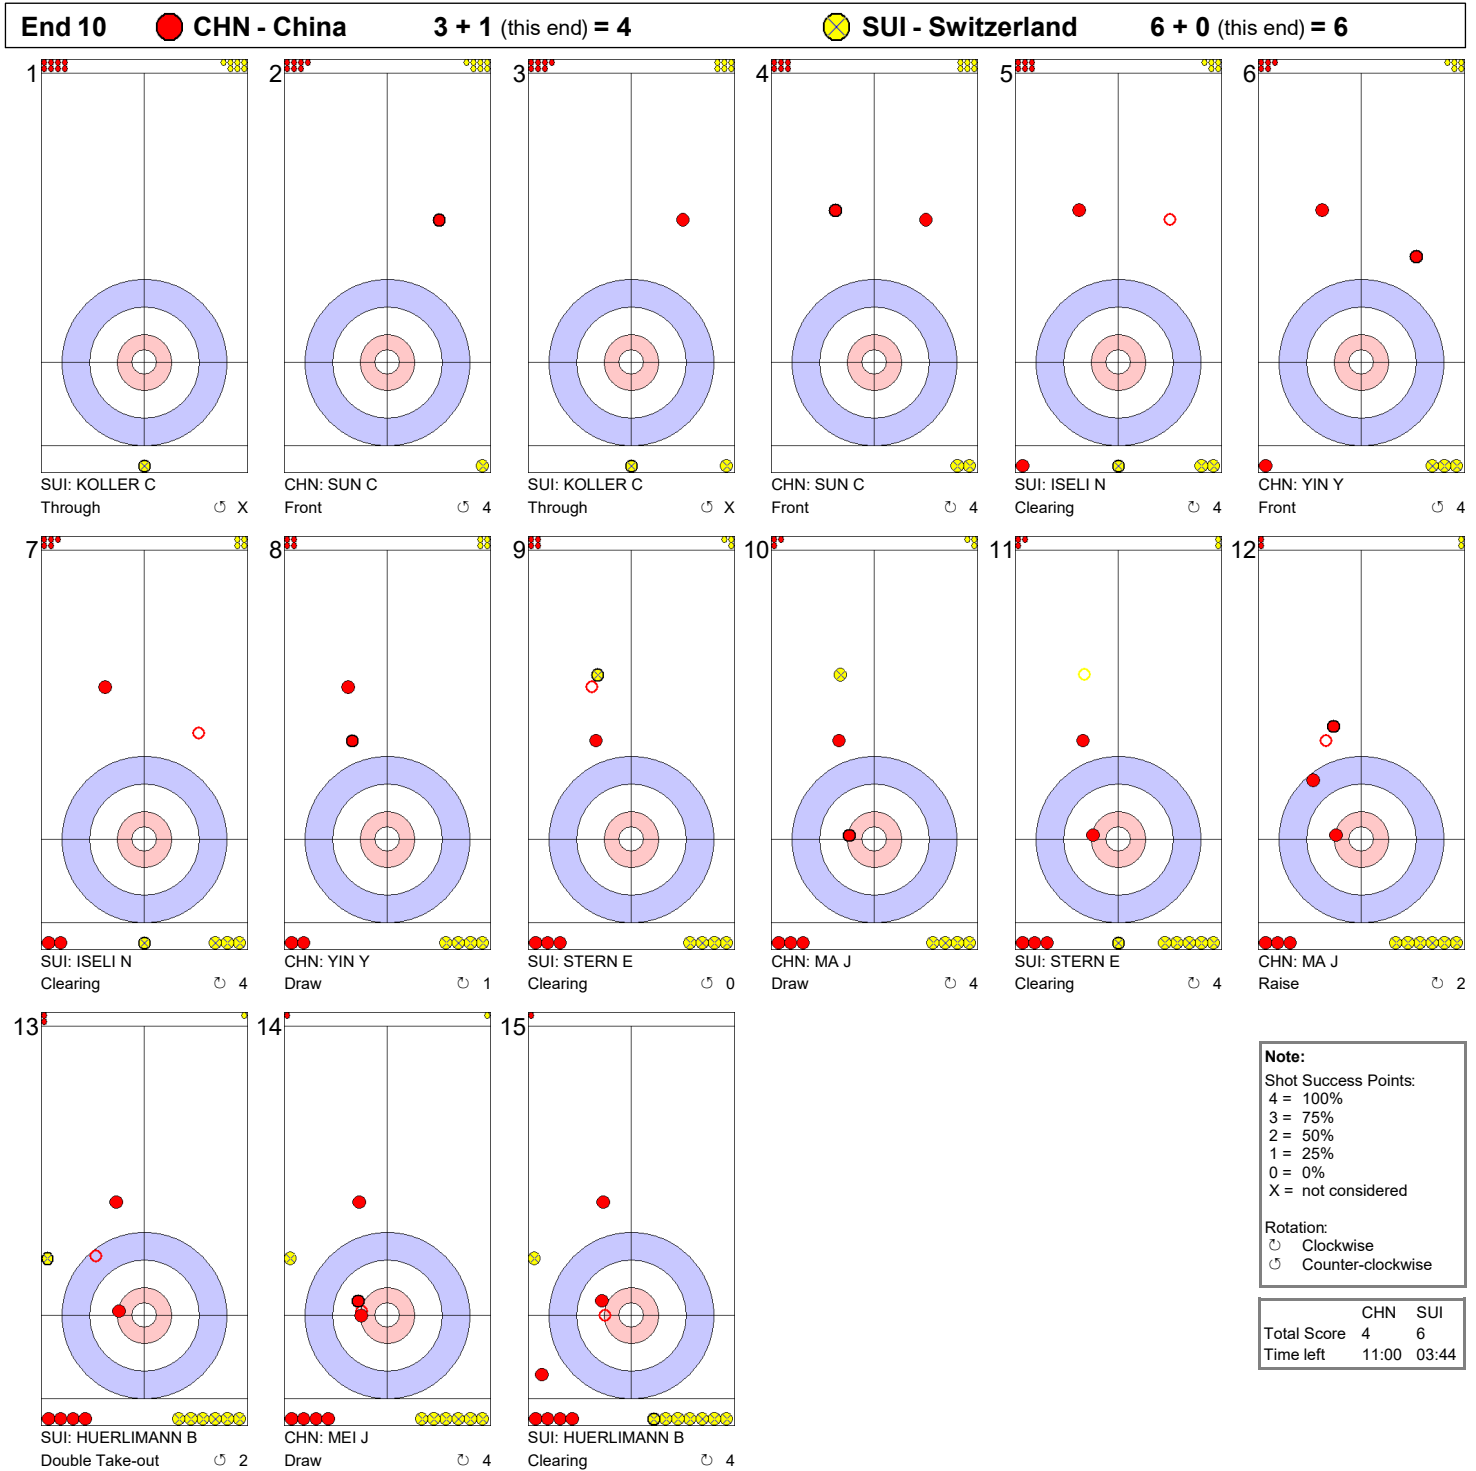 End 10 CHN - China 3 + 1 (this end) = 4 SUI - Switzerland 6 + 0 (this end) = 6
1 2 3 4 5 6
SUI: KOLLER C CHN: SUN C SUI: KOLLER C CHN: SUN C SUI: ISELI N CHN: YIN Y
Through ↺ X Front ↺ 4 Through ↺ X Front ↻ 4 Clearing ↻ 4 Front ↺ 4
7 8 9 10 11 12
SUI: ISELI N CHN: YIN Y SUI: STERN E CHN: MA J SUI: STERN E CHN: MA J
Clearing ↻ 4 Draw ↻ 1 Clearing ↺ 0 Draw ↻ 4 Clearing ↻ 4 Raise ↻ 2
13 14 15
SUI: HUERLIMANN B CHN: MEI J SUI: HUERLIMANN B
Double Take-out ↺ 2 Draw ↻ 4 Clearing ↻ 4
Note:
Shot Success Points:
4 = 100%
3 = 75%
2 = 50%
1 = 25%
0 = 0%
X = not considered
Rotation:
↻ Clockwise
↺ Counter-clockwise
CHN SUI
Total Score 4 6
Time left 11:00 03:44